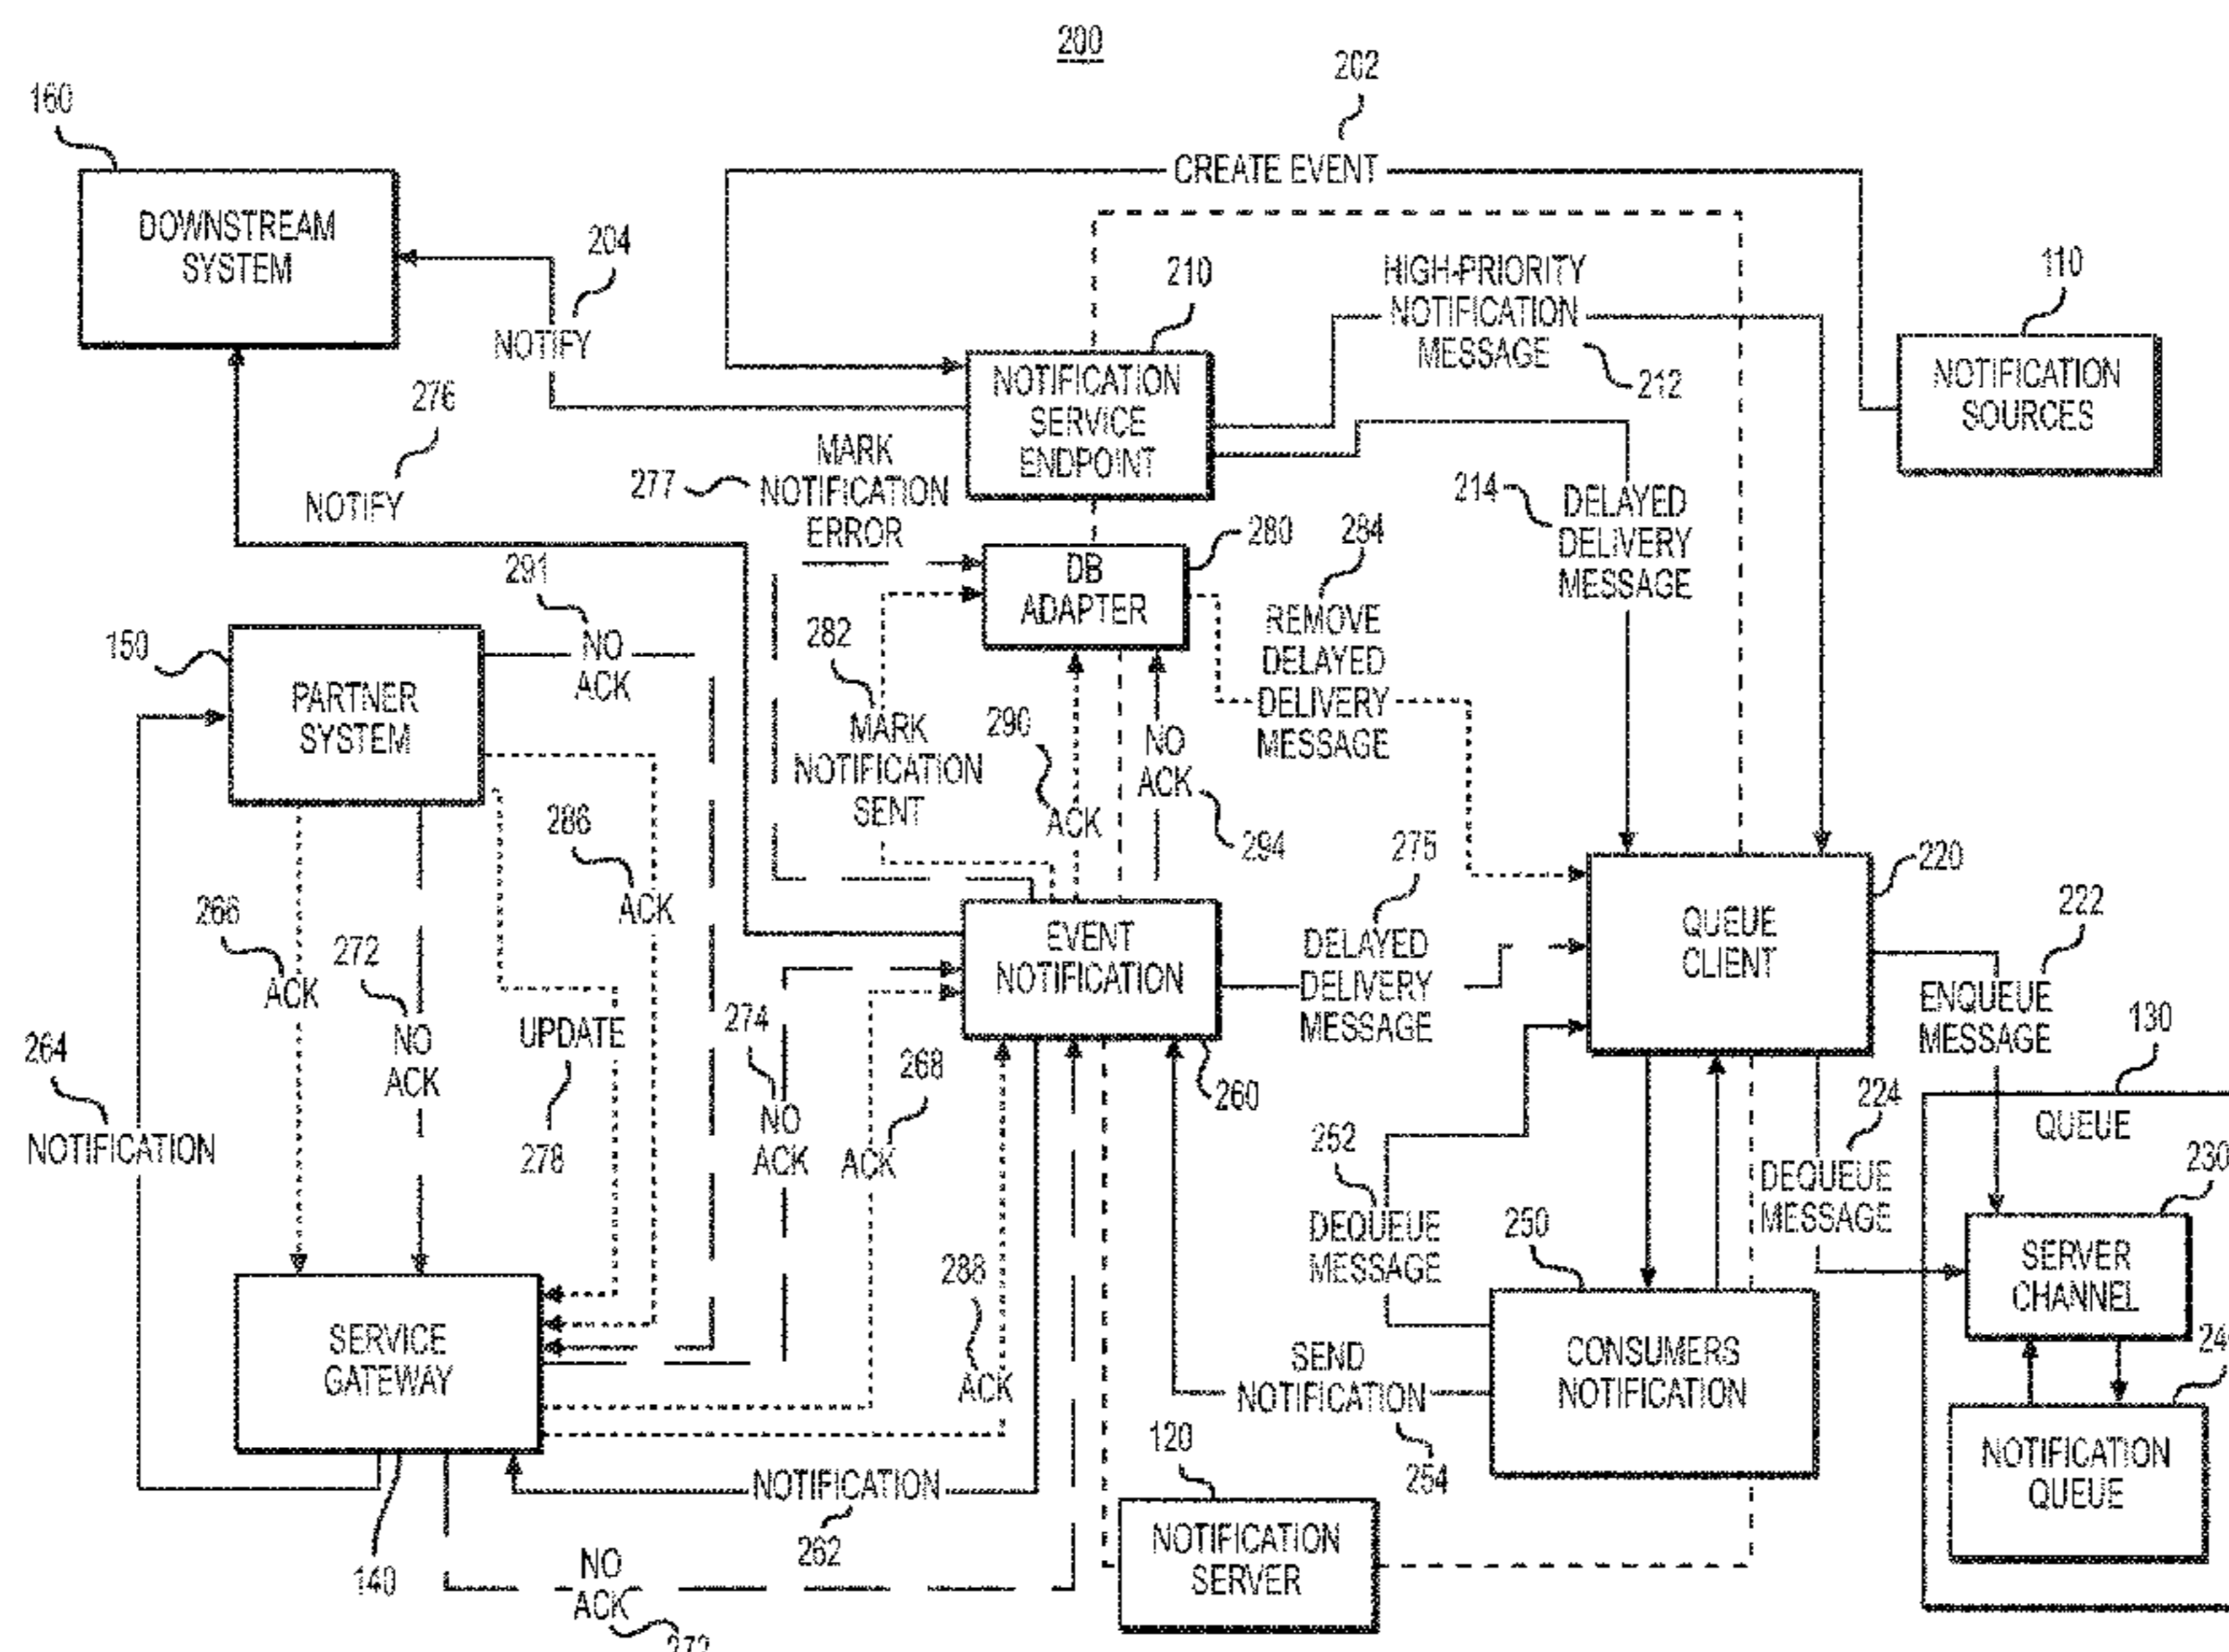 200
202
160
CREATE EVENT
DOWNSTREAM
SYSTEM
204
NOTIFY
210
HIGH-PRIORITY
NOTIFICATION
MESSAGE
212
110
NOTIFICATION
SOURCES
NOTIFICATION
SERVICE
ENDPOINT
276
NOTIFY
277
MARK
NOTIFICATION
ERROR
214
DELAYED
DELIVERY
MESSAGE
280
DB
ADAPTER
284
REMOVE
DELAYED
DELIVERY
MESSAGE
291
NO
ACK
150
PARTNER
SYSTEM
282
MARK
NOTIFICATION
SENT
290
ACK
NO
ACK
294
286
ACK
266
ACK
272
NO
ACK
UPDATE
278
EVENT
NOTIFICATION
260
275
DELAYED
DELIVERY
MESSAGE
QUEUE
CLIENT
220
222
ENQUEUE
MESSAGE
130
QUEUE
264
NOTIFICATION
274
NO
ACK
268
ACK
252
DEQUEUE
MESSAGE
224
DEQUEUE
MESSAGE
230
SERVER
CHANNEL
250
CONSUMERS
NOTIFICATION
288
ACK
SEND
NOTIFICATION
254
SERVICE
GATEWAY
140
NOTIFICATION
262
120
NOTIFICATION
SERVER
NOTIFICATION
QUEUE
NO
ACK